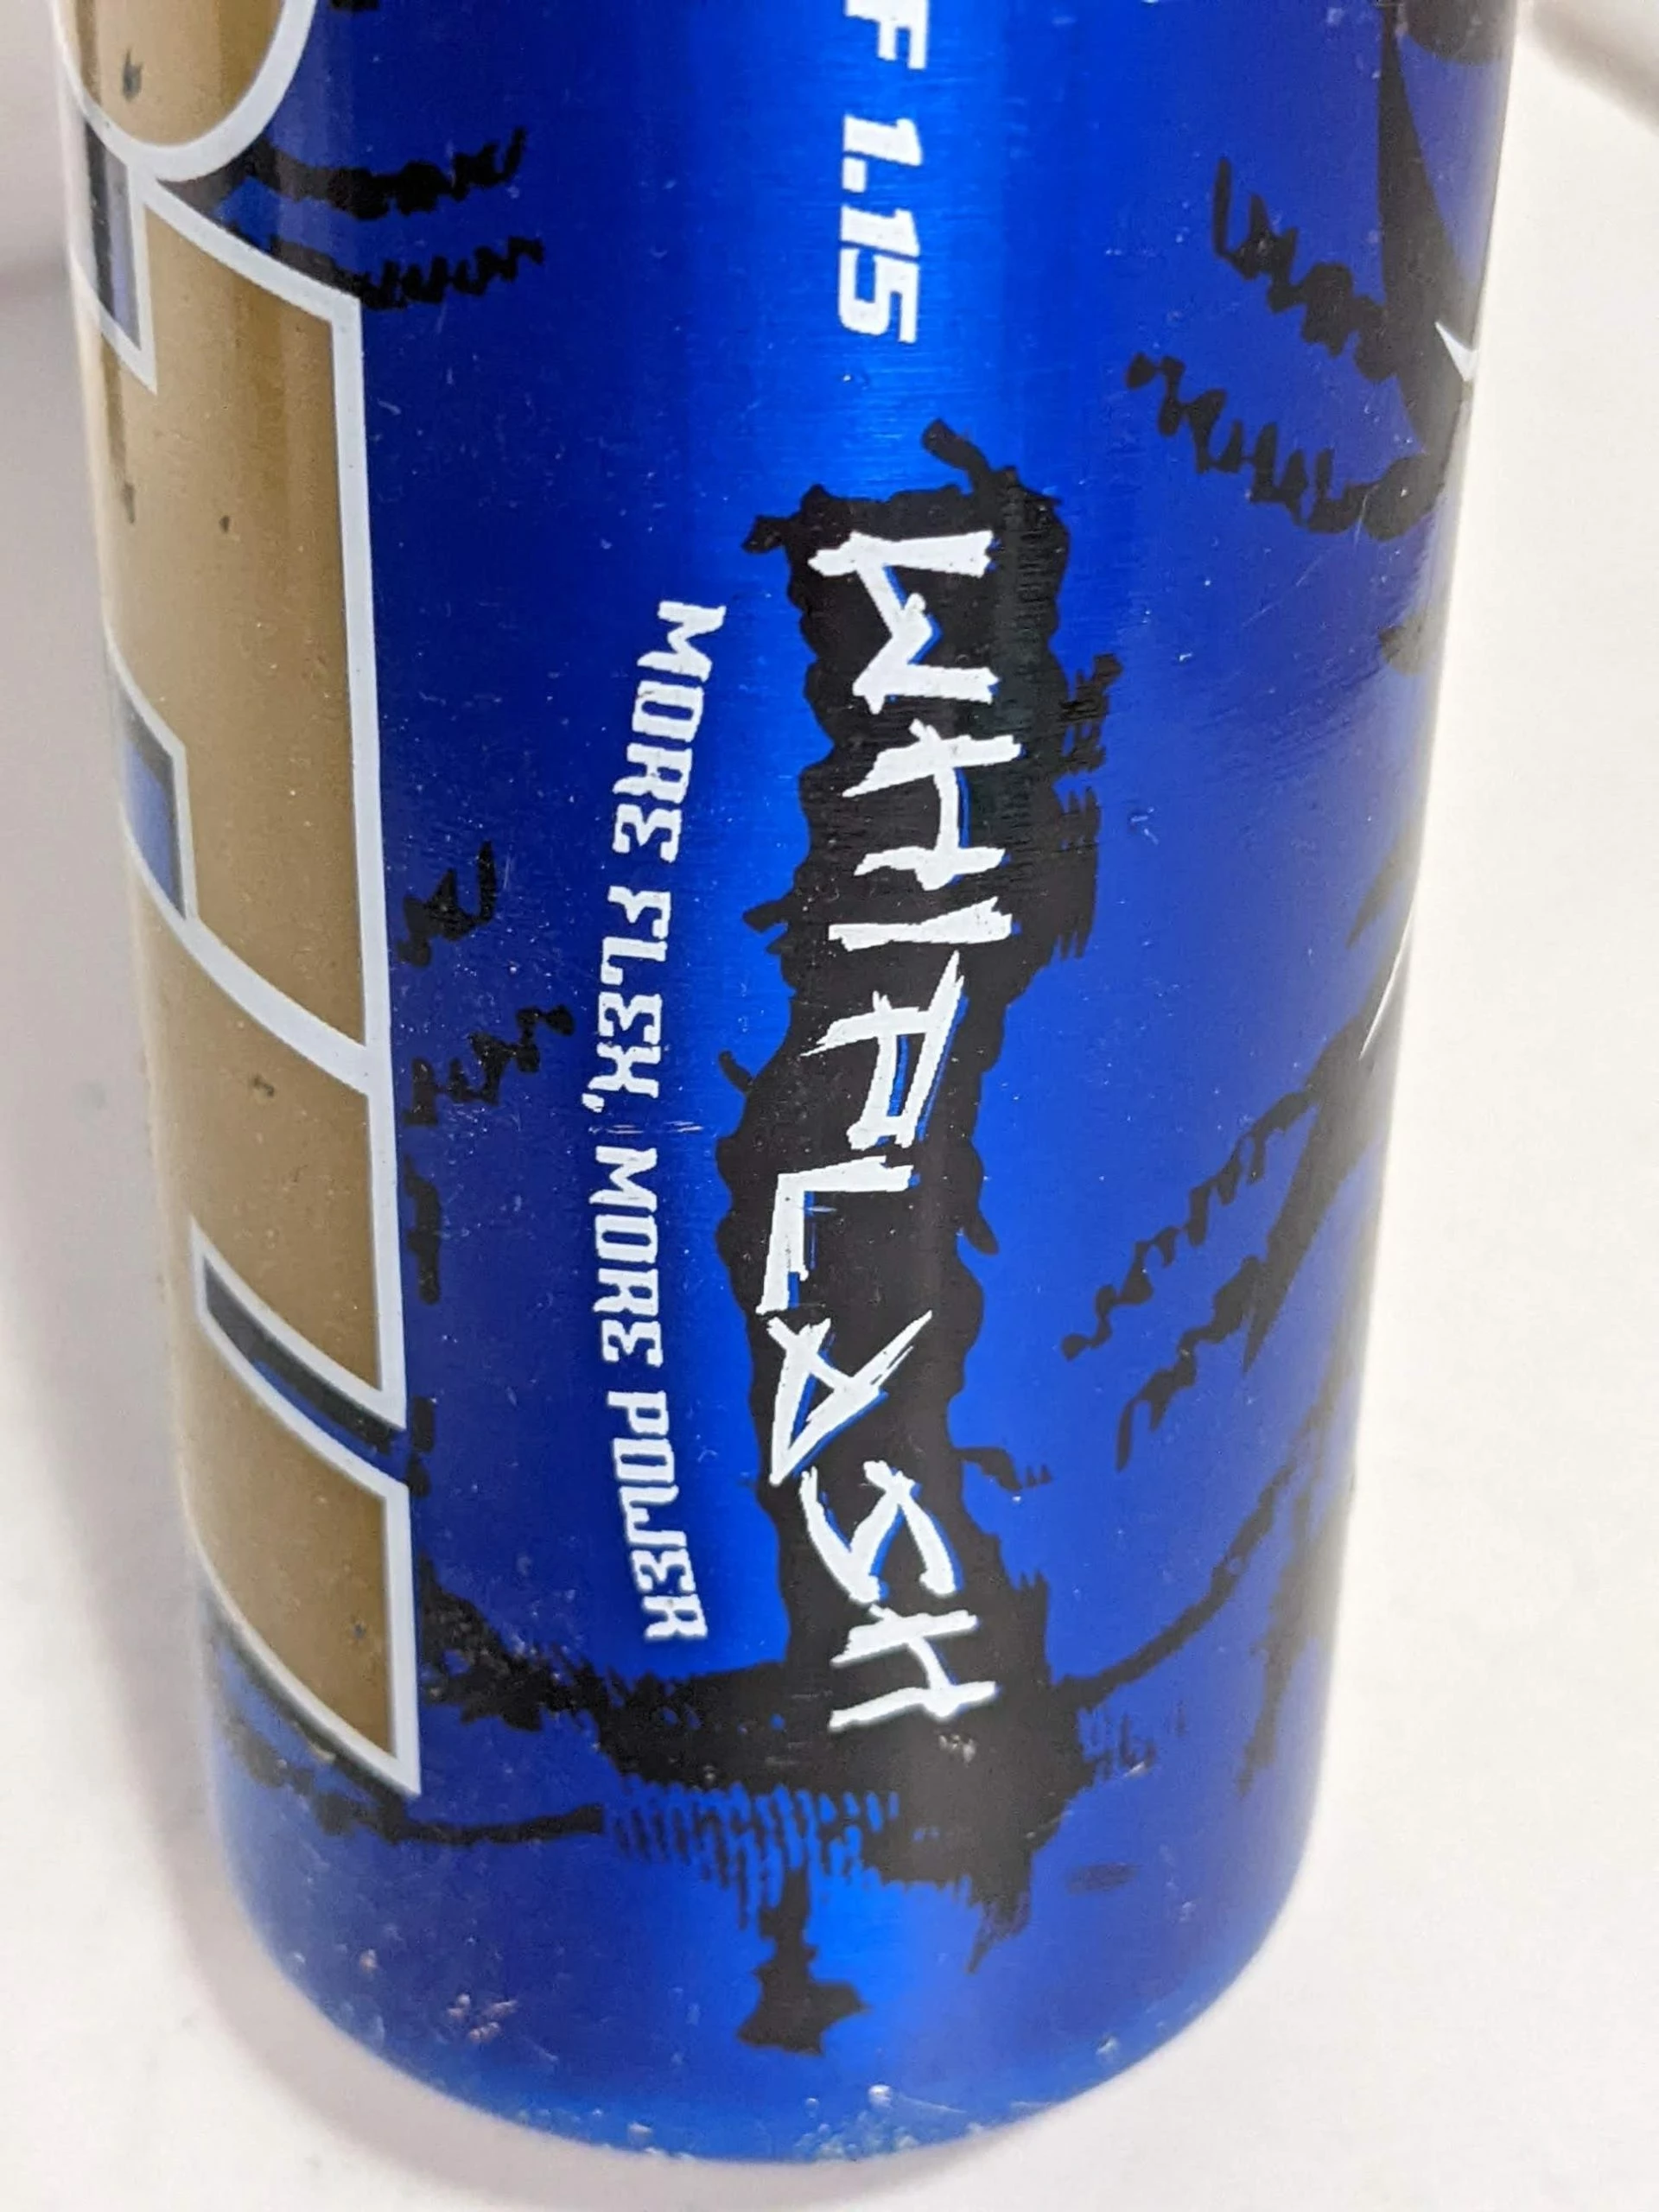 F 1.15
WHIPLASH
MORE FLEX, MORE POWER